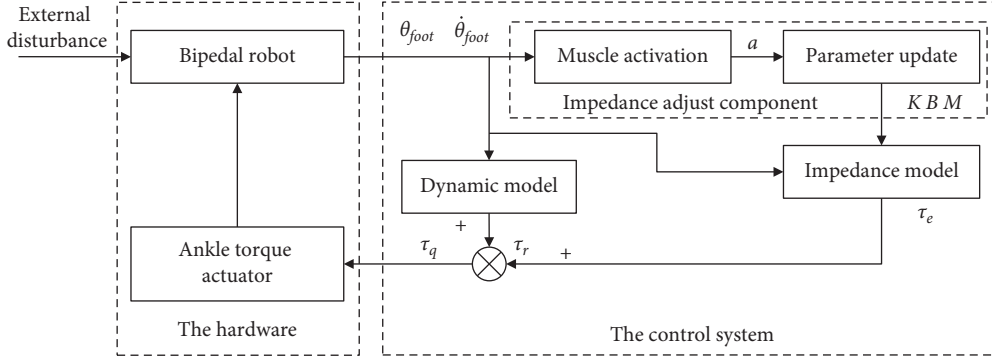 External
disturbance
Bipedal robot
θfoot θ̇foot
Muscle activation
a
Parameter update
Impedance adjust component
K B M
Dynamic model
Impedance model
τe
+
τq
τr
+
Ankle torque
actuator
The hardware
The control system